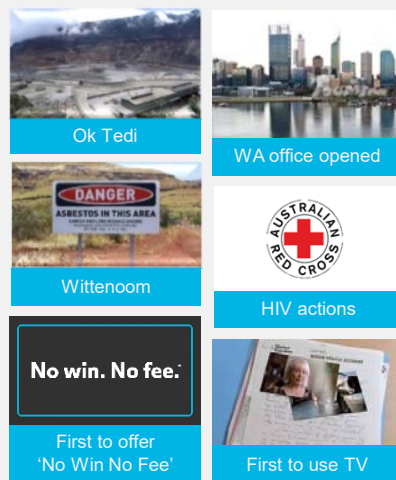 Ok Tedi
WA office opened
DANGER
ASBESTOS IN THIS AREA
Wittenoom
AUSTRALIAN
RED CROSS
HIV actions
No win. No fee.*
First to offer
‘No Win No Fee’
First to use TV